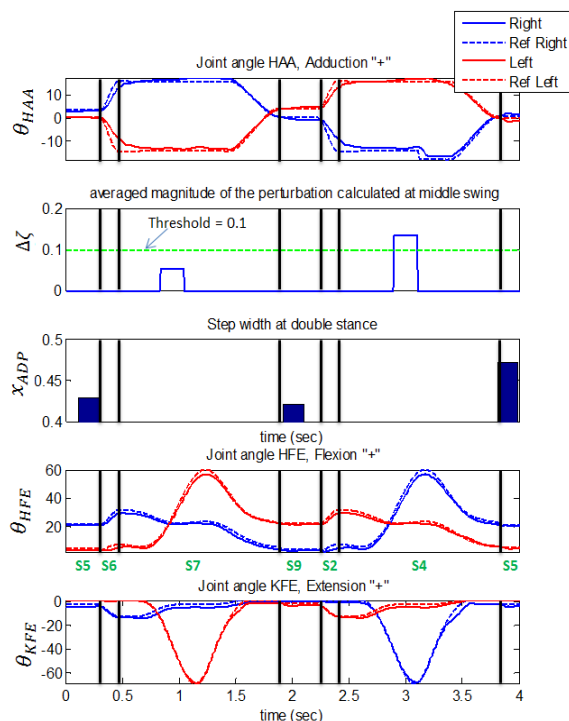 Right
Ref Right
Left
Ref Left
Joint angle HAA, Adduction "+"
θHAA
10
0
-10
averaged magnitude of the perturbation calculated at middle swing
Threshold = 0.1
Δζ
0.2
0.1
0
Step width at double stance
xADP
0.5
0.45
0.4
time (sec)
Joint angle HFE, Flexion "+"
θHFE
60
40
20
S5 S6 S7 S9 S2 S4 S5
Joint angle KFE, Extension "+"
θKFE
0
-20
-40
-60
0 0.5 1 1.5 2 2.5 3 3.5 4
time (sec)